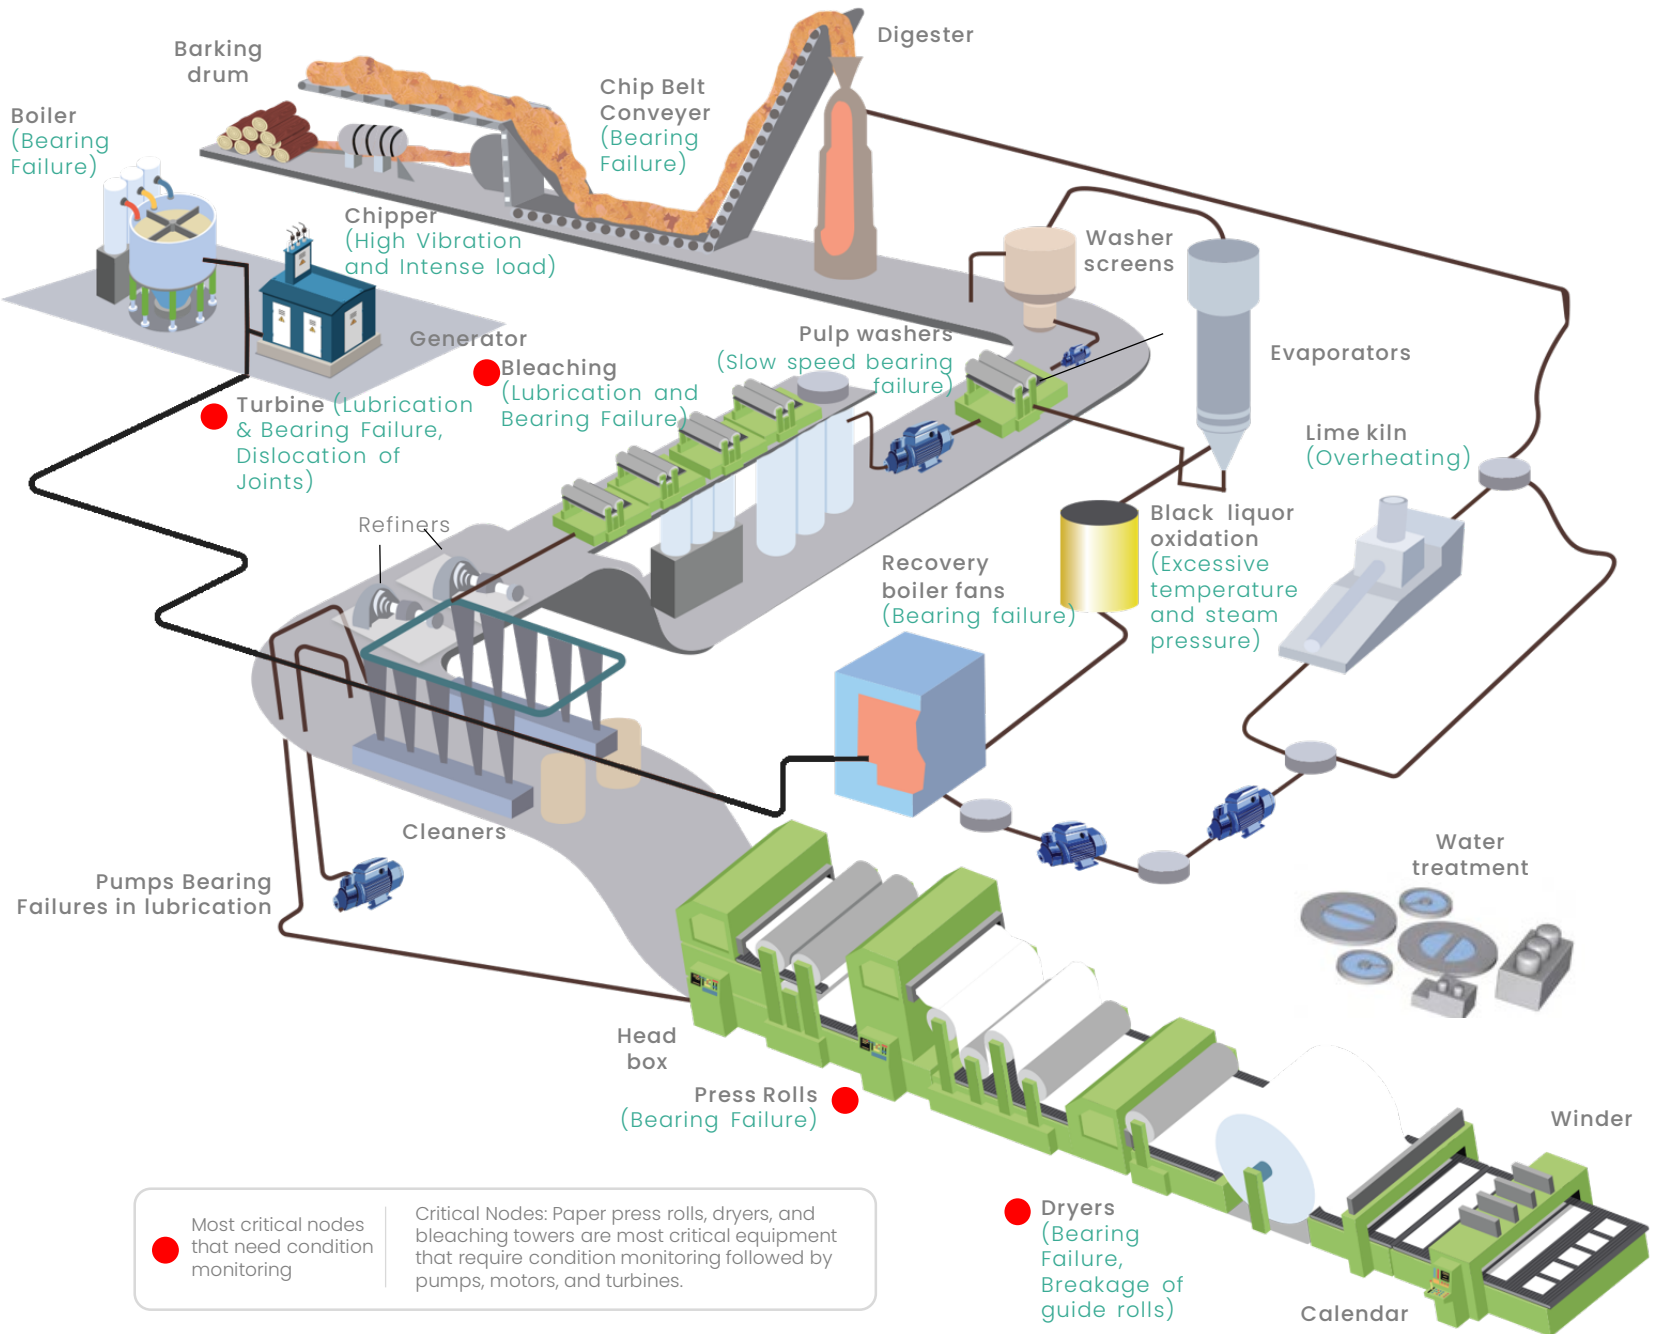 Barking
drum
Digester
Chip Belt
Conveyer
(Bearing
Failure)
Boiler
(Bearing
Failure)
Chipper
(High Vibration
and Intense load)
Washer
screens
Generator
Pulp washers
(Slow speed bearing
failure)
Evaporators
Bleaching
(Lubrication and
Bearing Failure)
Turbine (Lubrication
& Bearing Failure,
Dislocation of
Joints)
Lime kiln
(Overheating)
Refiners
Black liquor
oxidation
(Excessive
temperature
and steam
pressure)
Recovery
boiler fans
(Bearing failure)
Cleaners
Water
treatment
Pumps Bearing
Failures in lubrication
Head
box
Press Rolls
(Bearing Failure)
Winder
Dryers
(Bearing
Failure,
Breakage of
guide rolls)
Calendar
Most critical nodes
that need condition
monitoring
Critical Nodes: Paper press rolls, dryers, and
bleaching towers are most critical equipment
that require condition monitoring followed by
pumps, motors, and turbines.